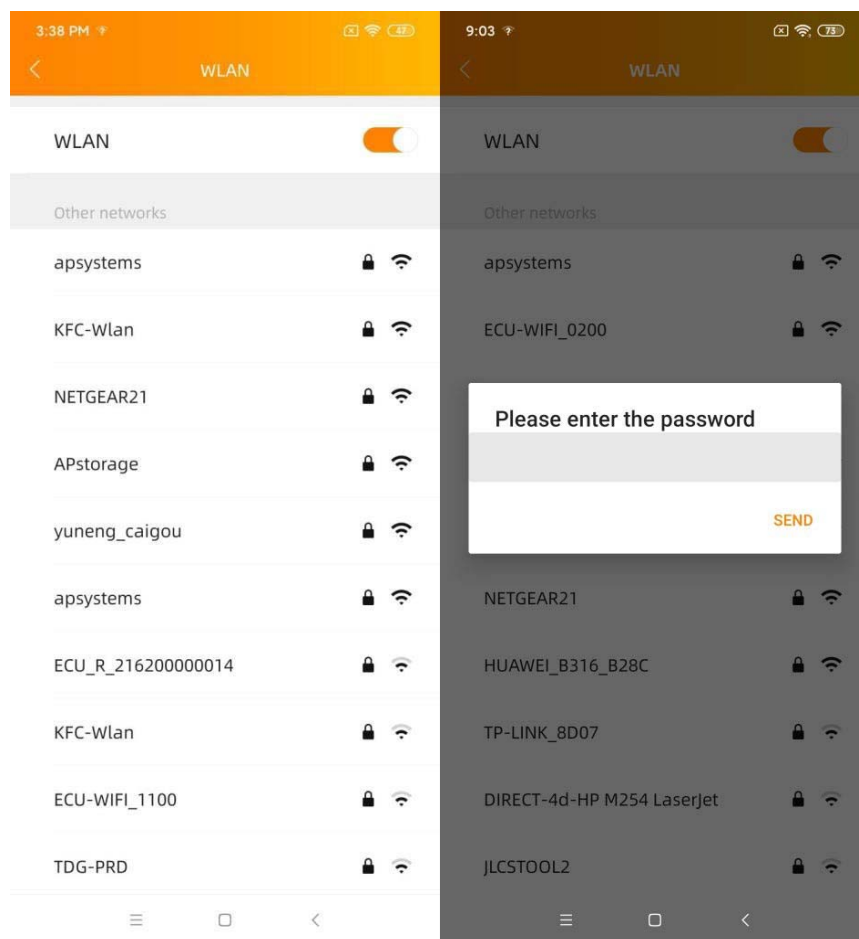 3:38 PM
47
WLAN
WLAN
Other networks
apsystems
KFC-Wlan
NETGEAR21
APstorage
yuneng_caigou
apsystems
ECU_R_216200000014
KFC-Wlan
ECU-WIFI_1100
TDG-PRD
9:03
73
WLAN
WLAN
Other networks
apsystems
ECU-WIFI_0200
Please enter the password
SEND
NETGEAR21
HUAWEI_B316_B28C
TP-LINK_8D07
DIRECT-4d-HP M254 LaserJet
JLCSTOOL2